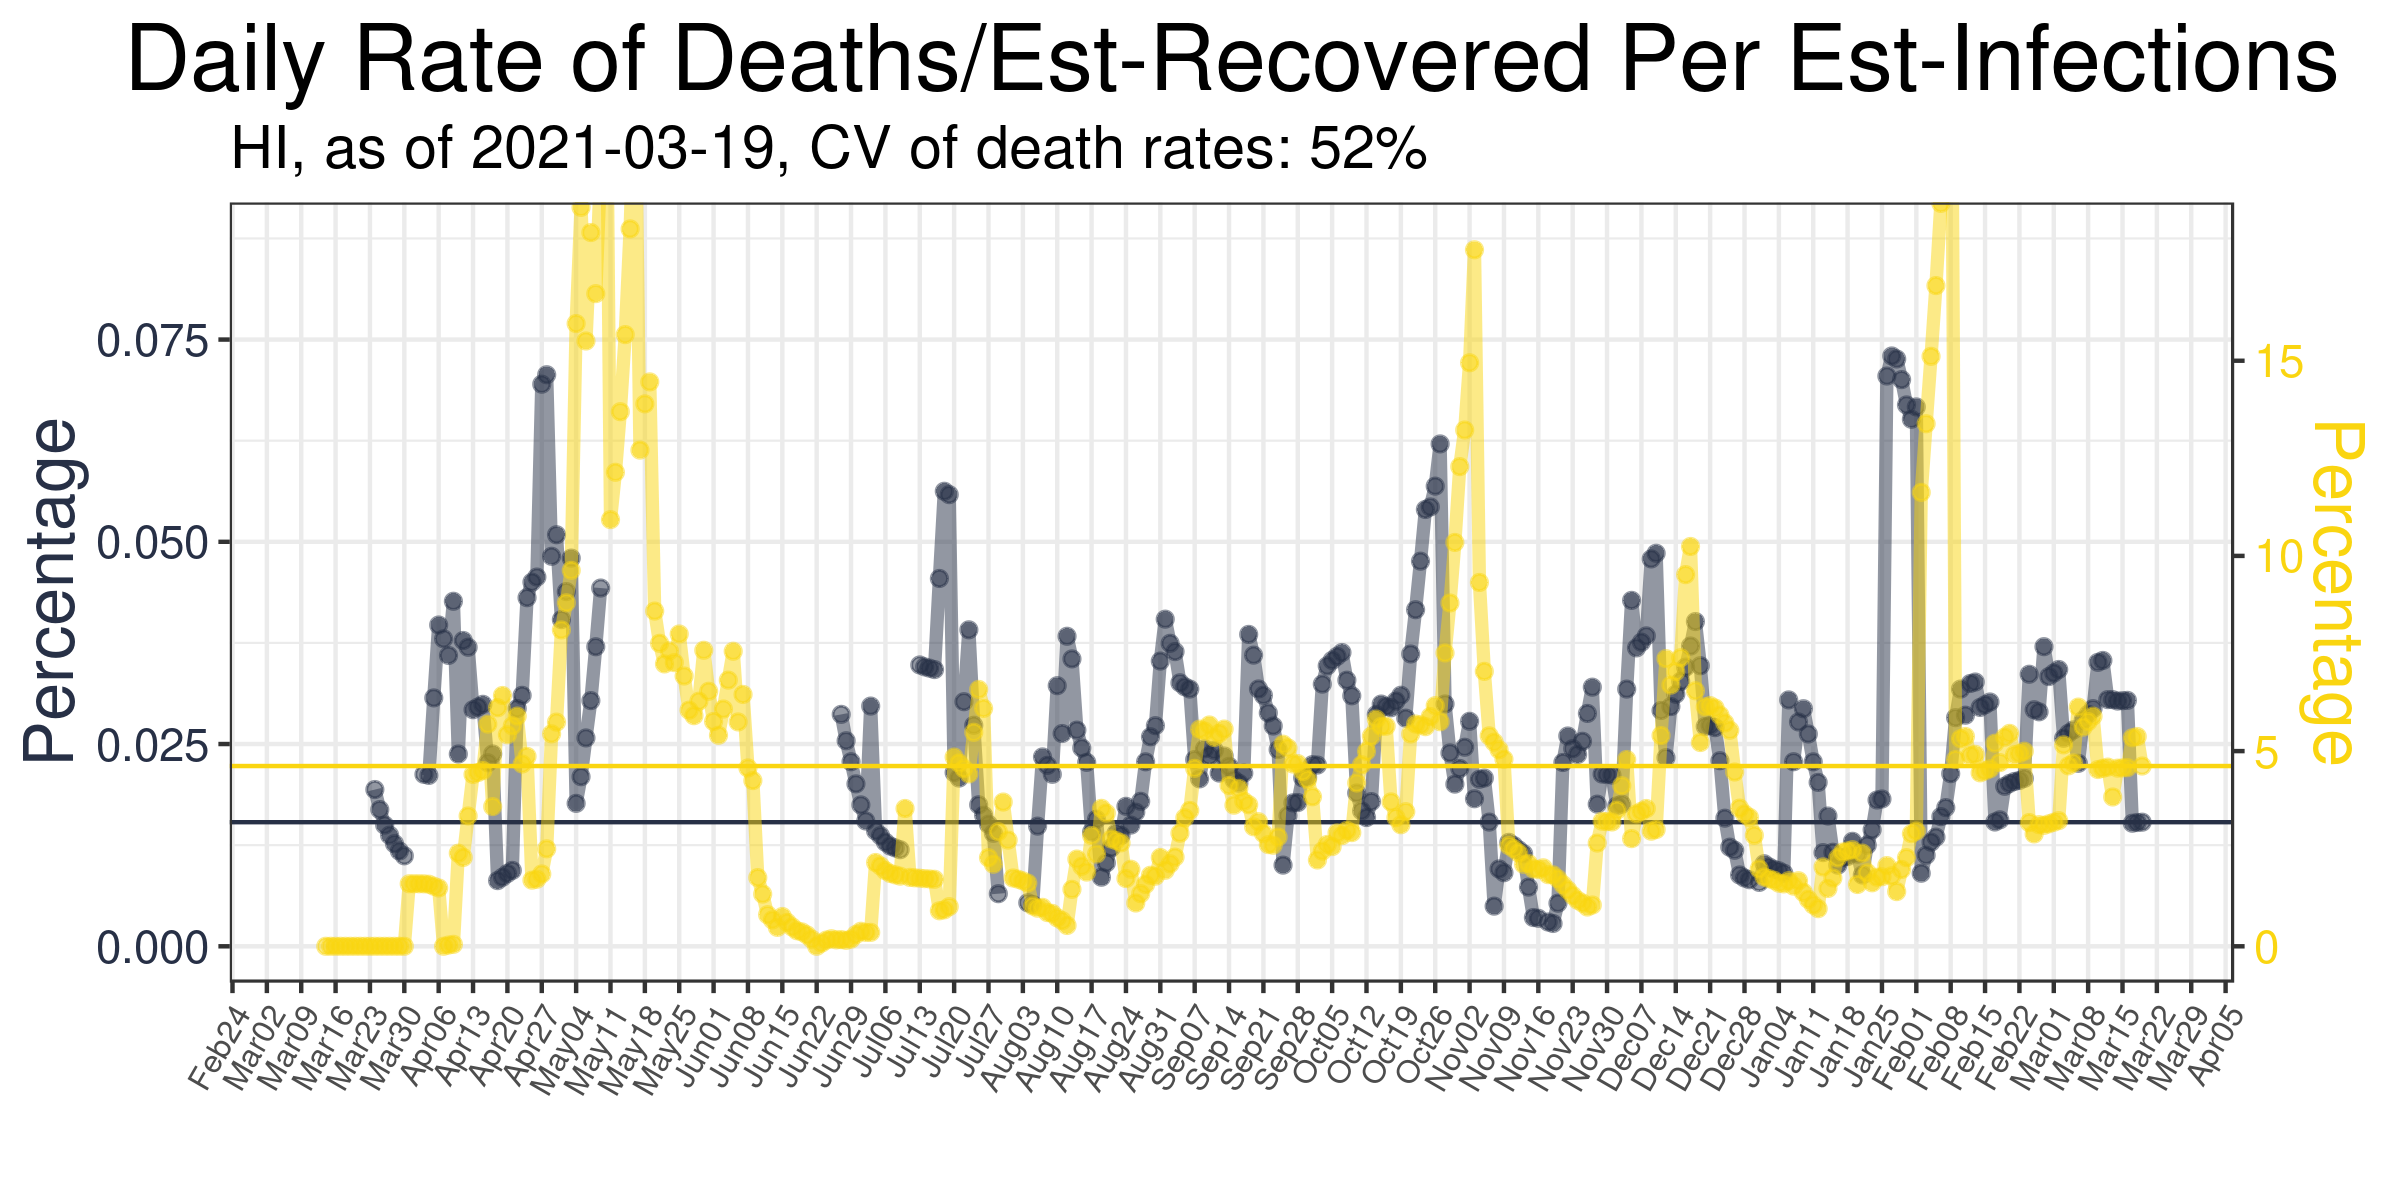 Daily Rate of Deaths/Est-Recovered Per Est-Infections
HI, as of 2021-03-19, CV of death rates: 52%
Percentage
0.075
0.050
0.025
0.000
15
10
5
0
Percentage
Feb24
Mar02
Mar09
Mar16
Mar23
Mar30
Apr06
Apr13
Apr20
Apr27
May04
May11
May18
May25
Jun01
Jun08
Jun15
Jun22
Jun29
Jul06
Jul13
Jul20
Jul27
Aug03
Aug10
Aug17
Aug24
Aug31
Sep07
Sep14
Sep21
Sep28
Oct05
Oct12
Oct19
Oct26
Nov02
Nov09
Nov16
Nov23
Nov30
Dec07
Dec14
Dec21
Dec28
Jan04
Jan11
Jan18
Jan25
Feb01
Feb08
Feb15
Feb22
Mar01
Mar08
Mar15
Mar22
Mar29
Apr05